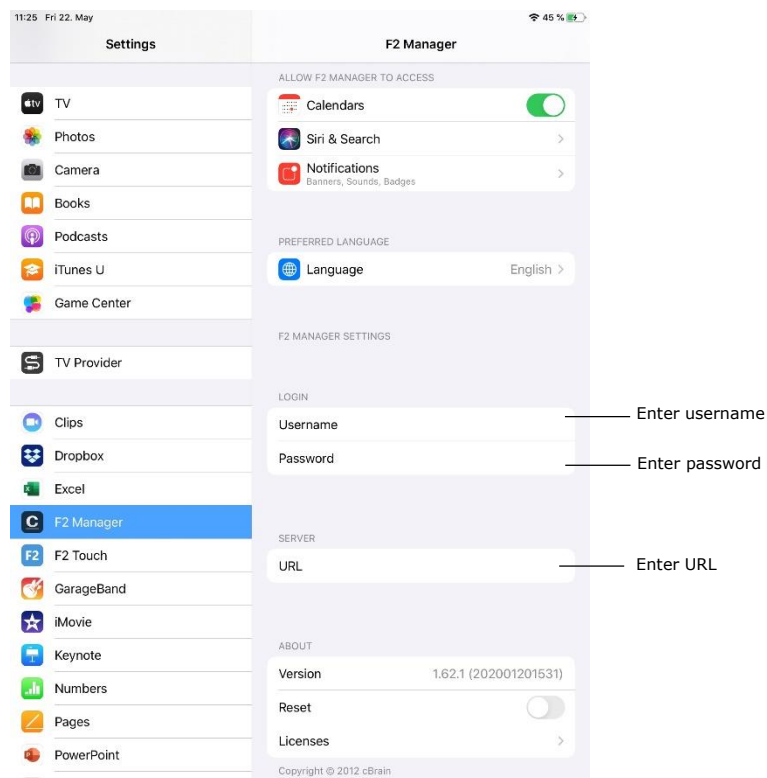 11:25 Fri 22. May
45 %
Settings
F2 Manager
TV
Photos
Camera
Books
Podcasts
iTunes U
Game Center
TV Provider
Clips
Dropbox
Excel
F2 Manager
F2 Touch
GarageBand
iMovie
Keynote
Numbers
Pages
PowerPoint
ALLOW F2 MANAGER TO ACCESS
Calendars
Siri & Search
Notifications
Banners, Sounds, Badges
PREFERRED LANGUAGE
Language English
F2 MANAGER SETTINGS
LOGIN
Username
Password
SERVER
URL
ABOUT
Version 1.62.1 (202001201531)
Reset
Licenses
Copyright © 2012 cBrain
Enter username
Enter password
Enter URL